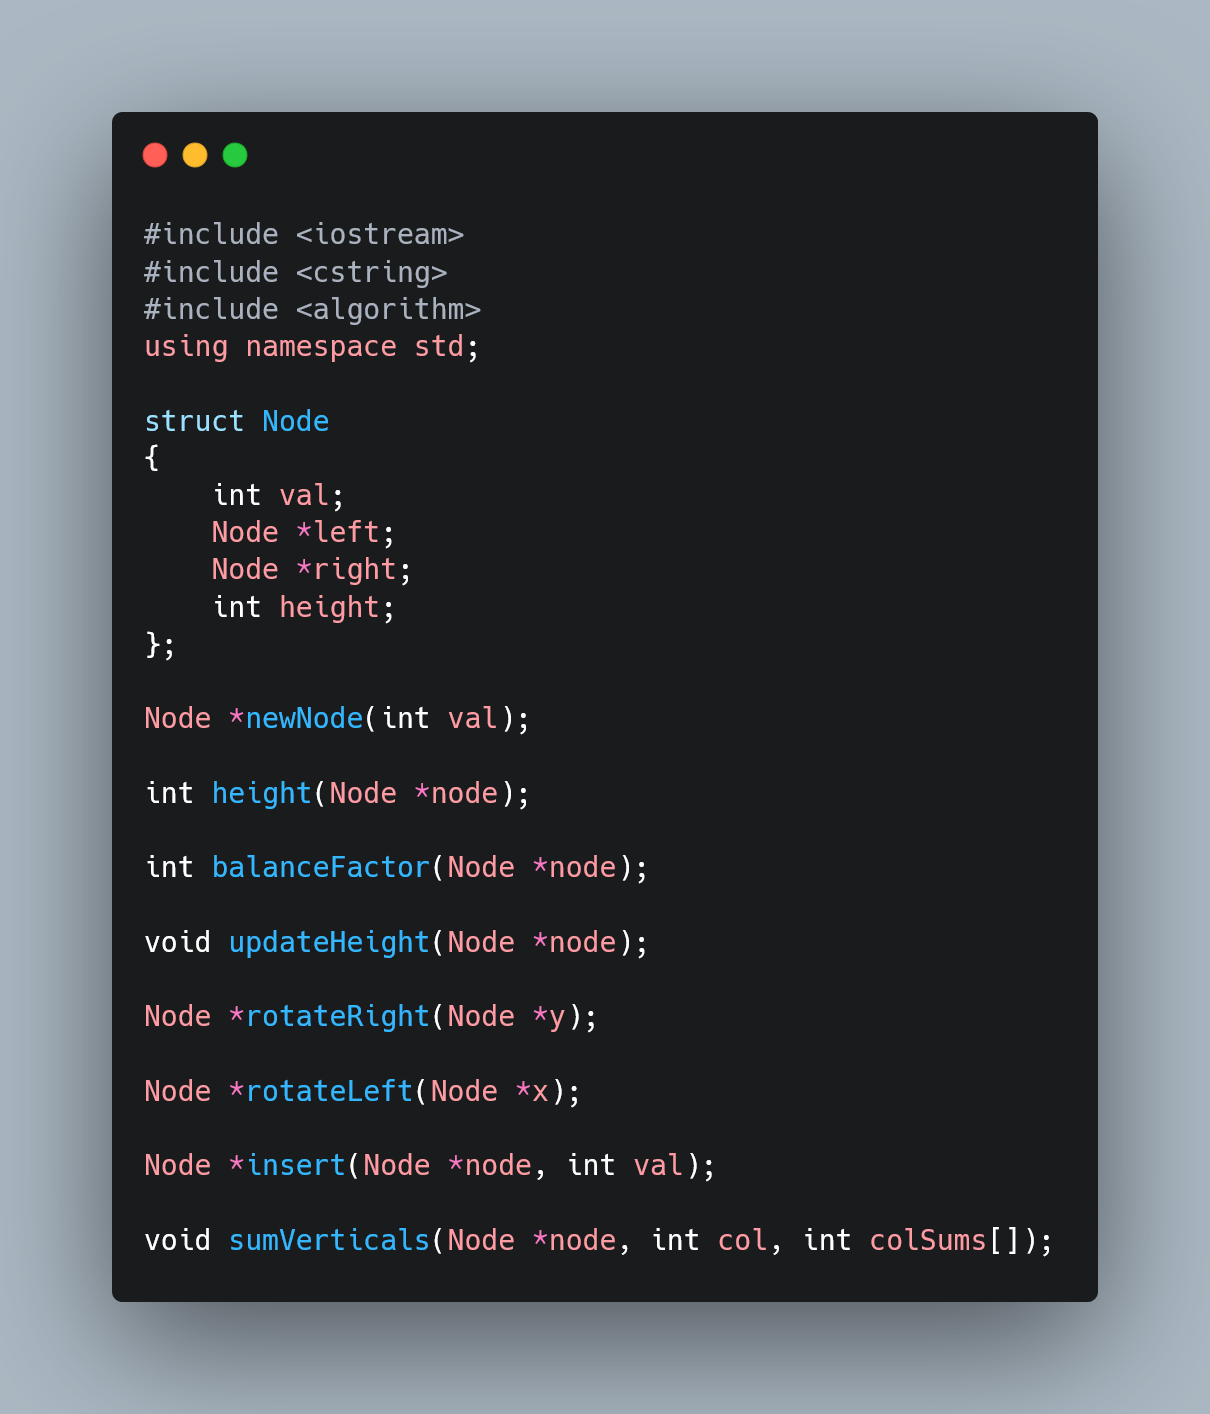 #include <iostream>
#include <cstring>
#include <algorithm>
using namespace std;

struct Node
{
    int val;
    Node *left;
    Node *right;
    int height;
};

Node *newNode(int val);

int height(Node *node);

int balanceFactor(Node *node);

void updateHeight(Node *node);

Node *rotateRight(Node *y);

Node *rotateLeft(Node *x);

Node *insert(Node *node, int val);

void sumVerticals(Node *node, int col, int colSums[]);